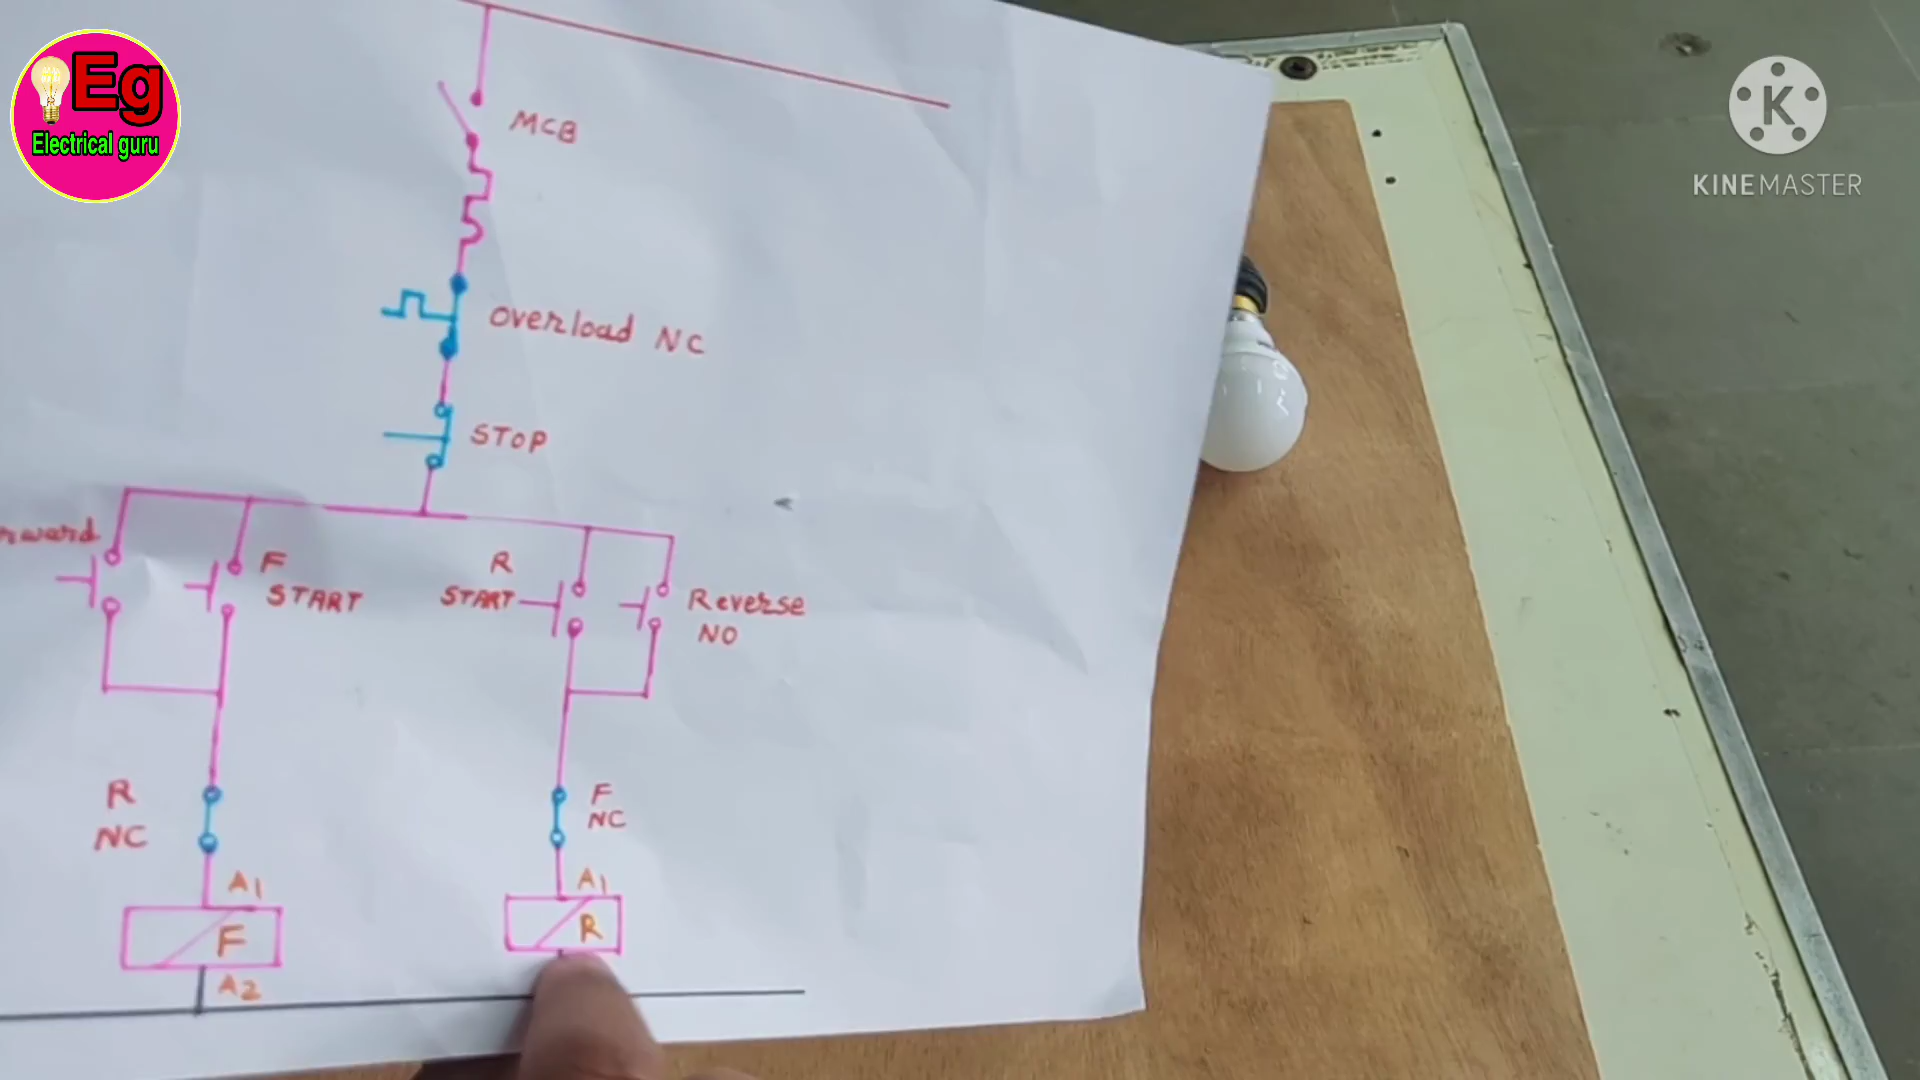 Eg
Electrical guru
K
KINEMASTER
MCB
overload NC
STOP
F
START
R
START
Reverse
NO
R
NC
F
NC
A1
F
A2
A1
R